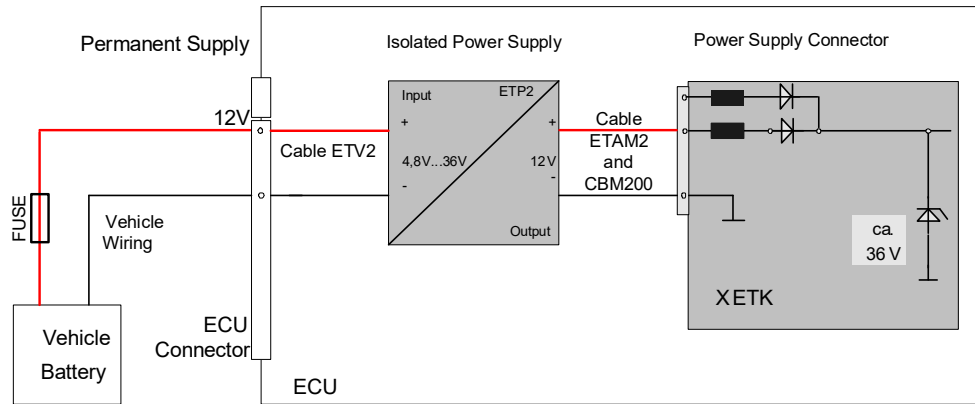 Permanent Supply
Isolated Power Supply
Power Supply Connector
Input
ETP2
12V
+
+
Cable ETV2
4,8V...36V
12V
-
-
Cable
ETAM2
and
CBM200
Output
FUSE
Vehicle
Wiring
ca.
36 V
XETK
Vehicle
Battery
ECU
Connector
ECU